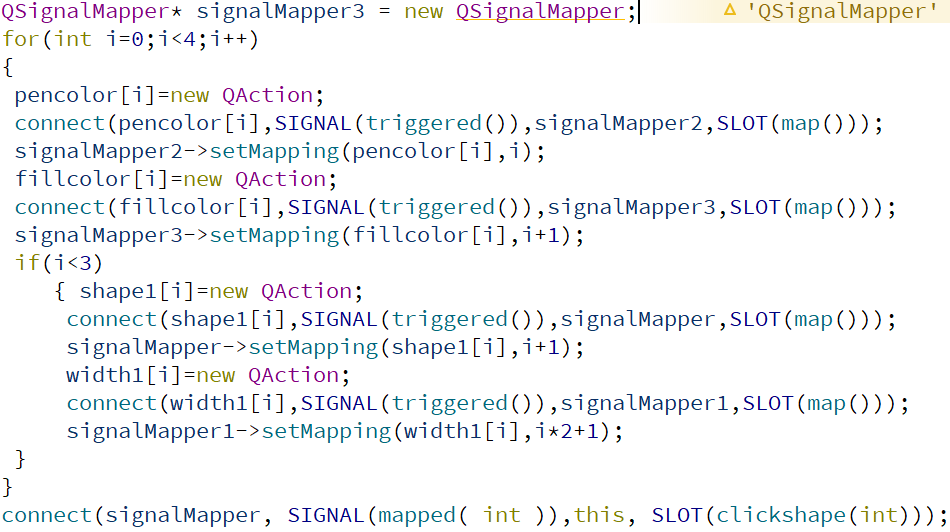 QSignalMapper* signalMapper3 = new QSignalMapper; 'QSignalMapper'
for(int i=0;i<4;i++)
{
pencolor[i]=new QAction;
connect(pencolor[i],SIGNAL(triggered()),signalMapper2,SLOT(map()));
signalMapper2->setMapping(pencolor[i],i);
fillcolor[i]=new QAction;
connect(fillcolor[i],SIGNAL(triggered()),signalMapper3,SLOT(map()));
signalMapper3->setMapping(fillcolor[i],i+1);
if(i<3)
{ shape1[i]=new QAction;
connect(shape1[i],SIGNAL(triggered()),signalMapper,SLOT(map()));
signalMapper->setMapping(shape1[i],i+1);
width1[i]=new QAction;
connect(width1[i],SIGNAL(triggered()),signalMapper1,SLOT(map()));
signalMapper1->setMapping(width1[i],i*2+1);
}
}
connect(signalMapper, SIGNAL(mapped( int )),this, SLOT(clickshape(int)));